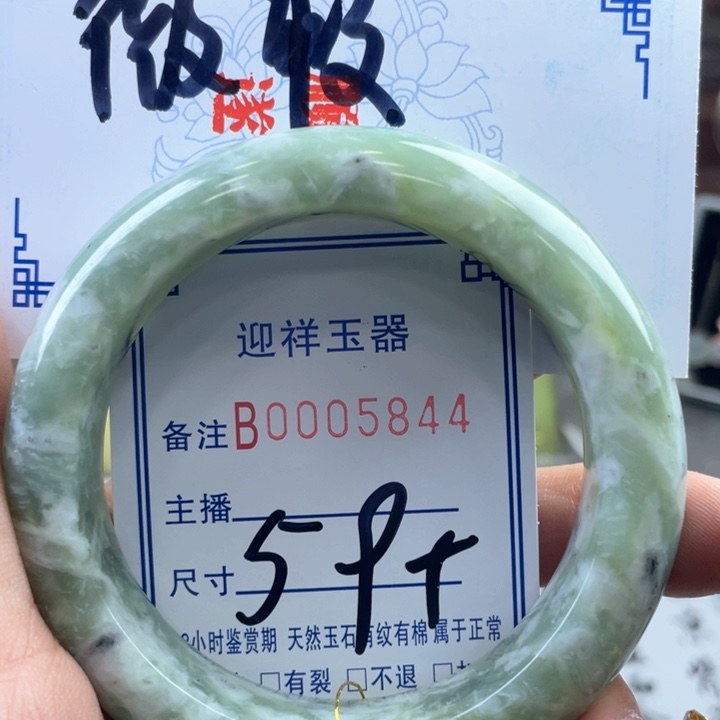 微
迎祥玉器
备注B0005844
主播
尺寸 59+
小时鉴赏期 天然玉石有纹有棉属于正常
□有裂 □不退 □